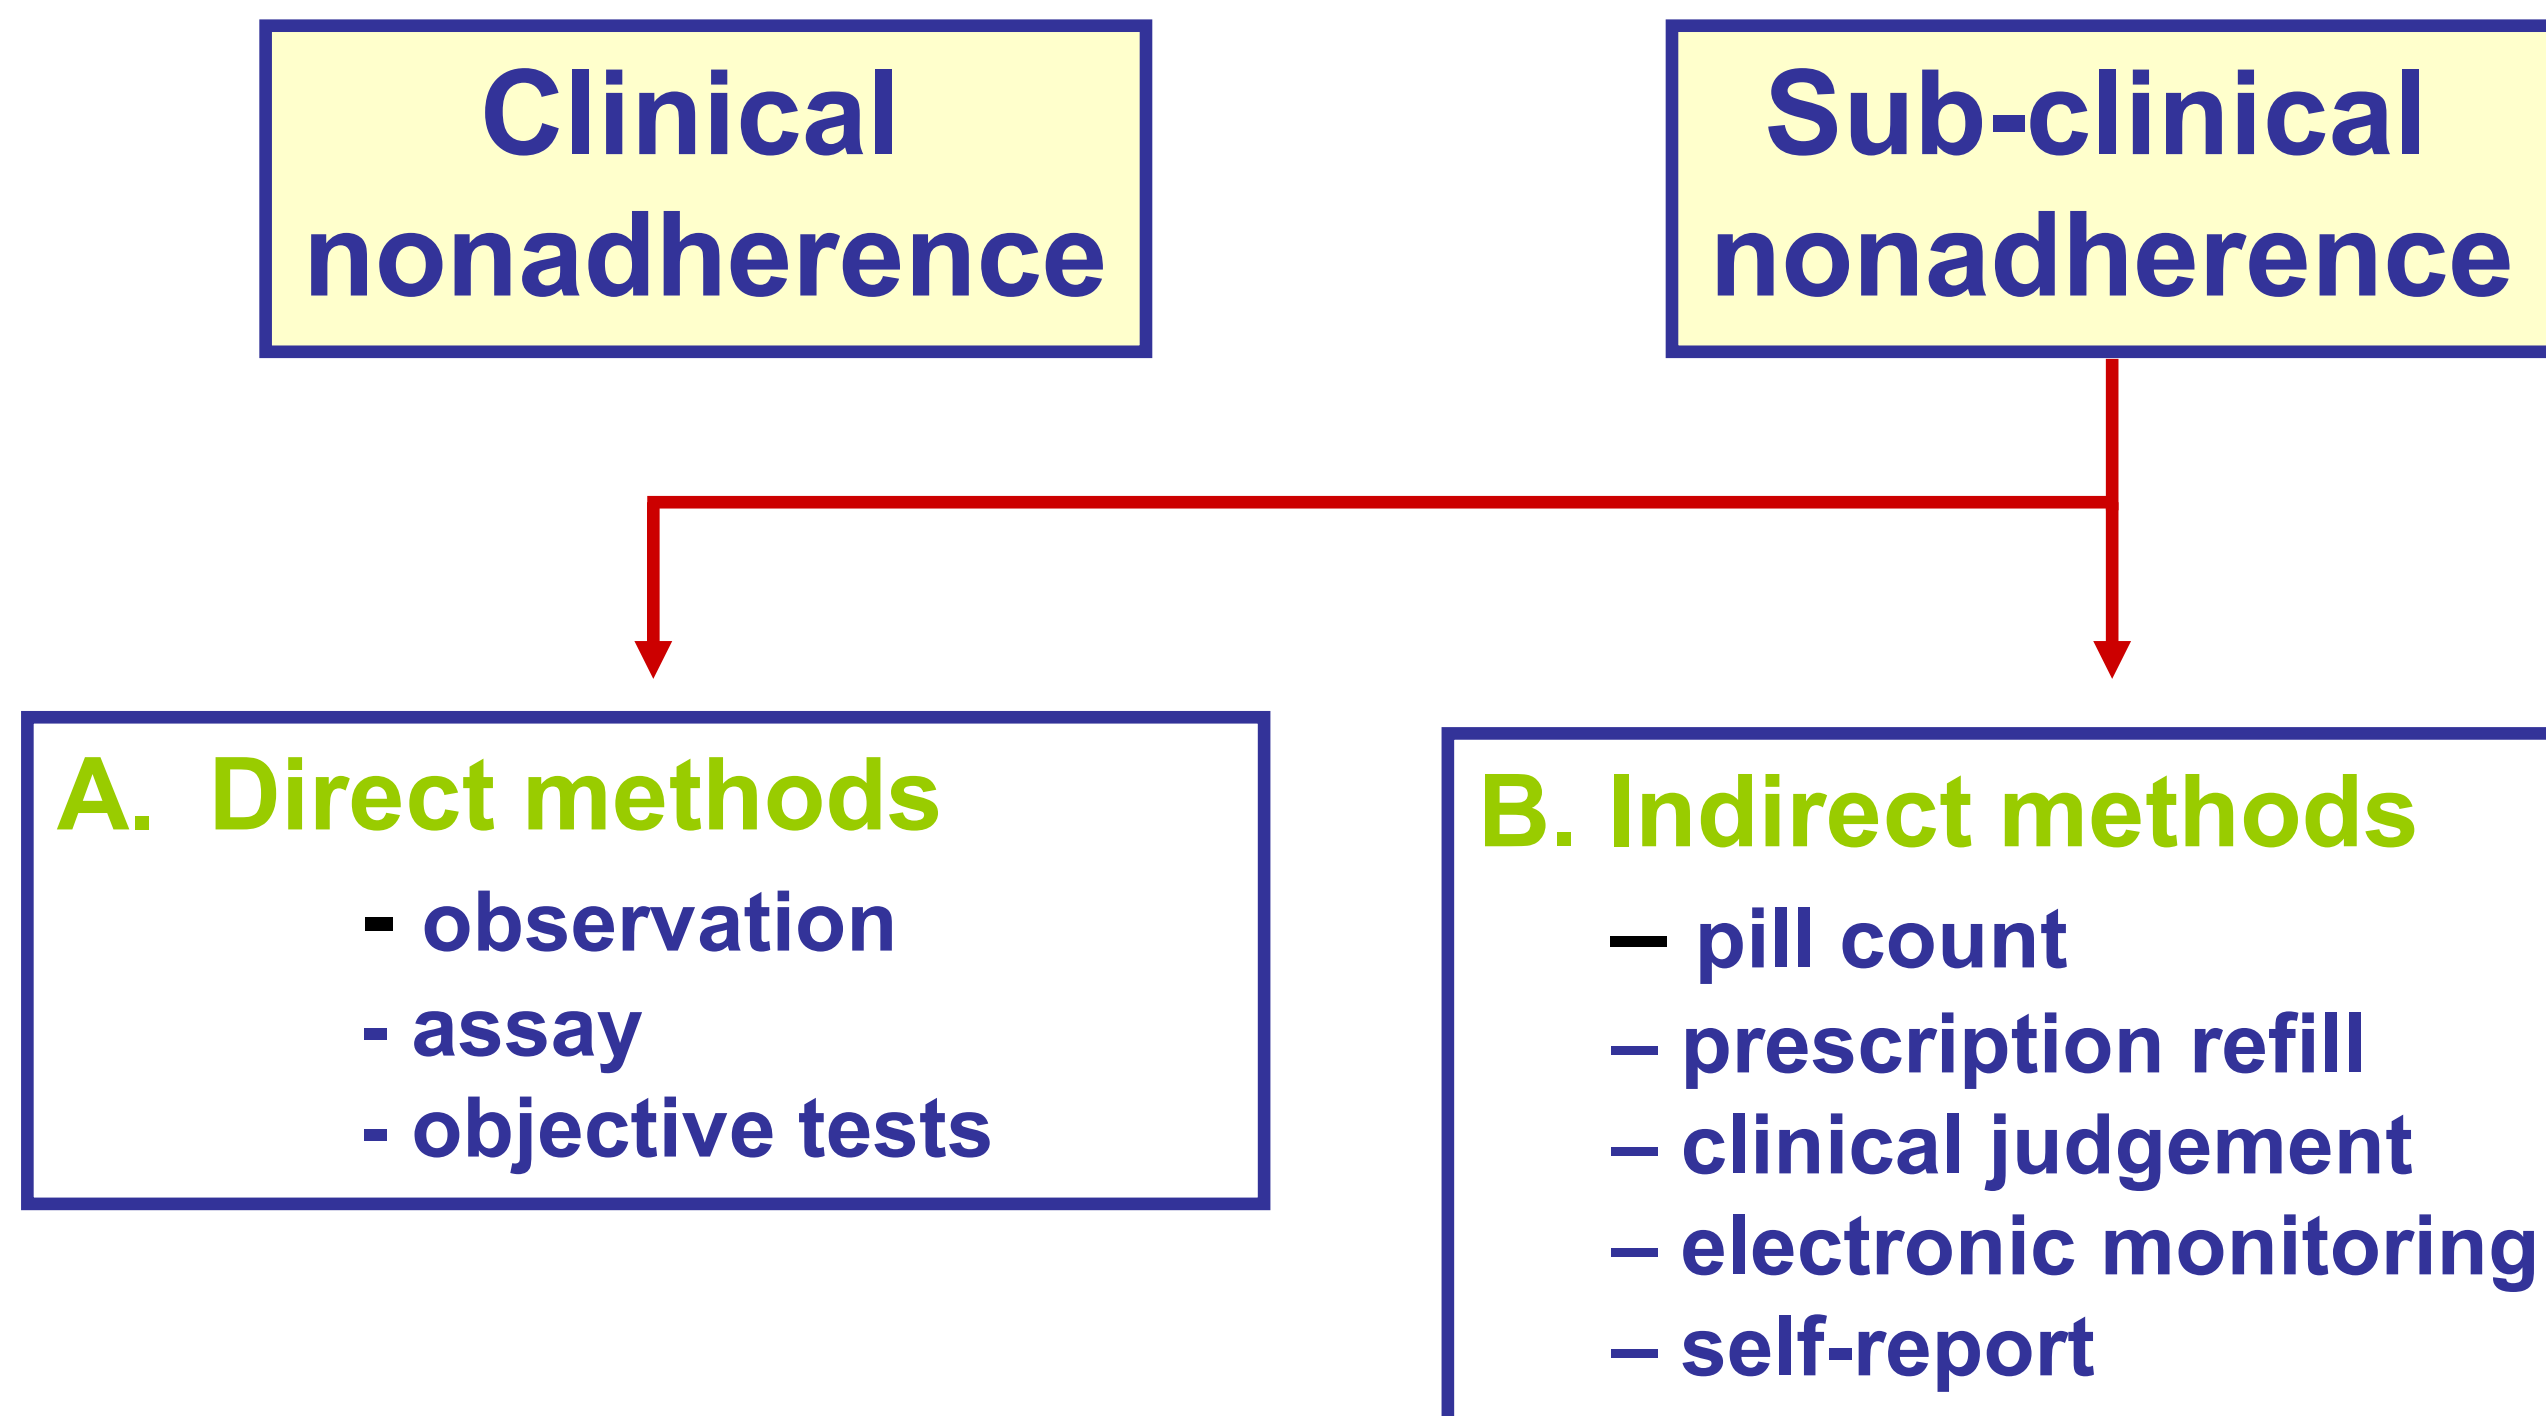 Clinical
nonadherence
Sub-clinical
nonadherence
A. Direct methods
- observation
- assay
- objective tests
B. Indirect methods
– pill count
– prescription refill
– clinical judgement
– electronic monitoring
– self-report